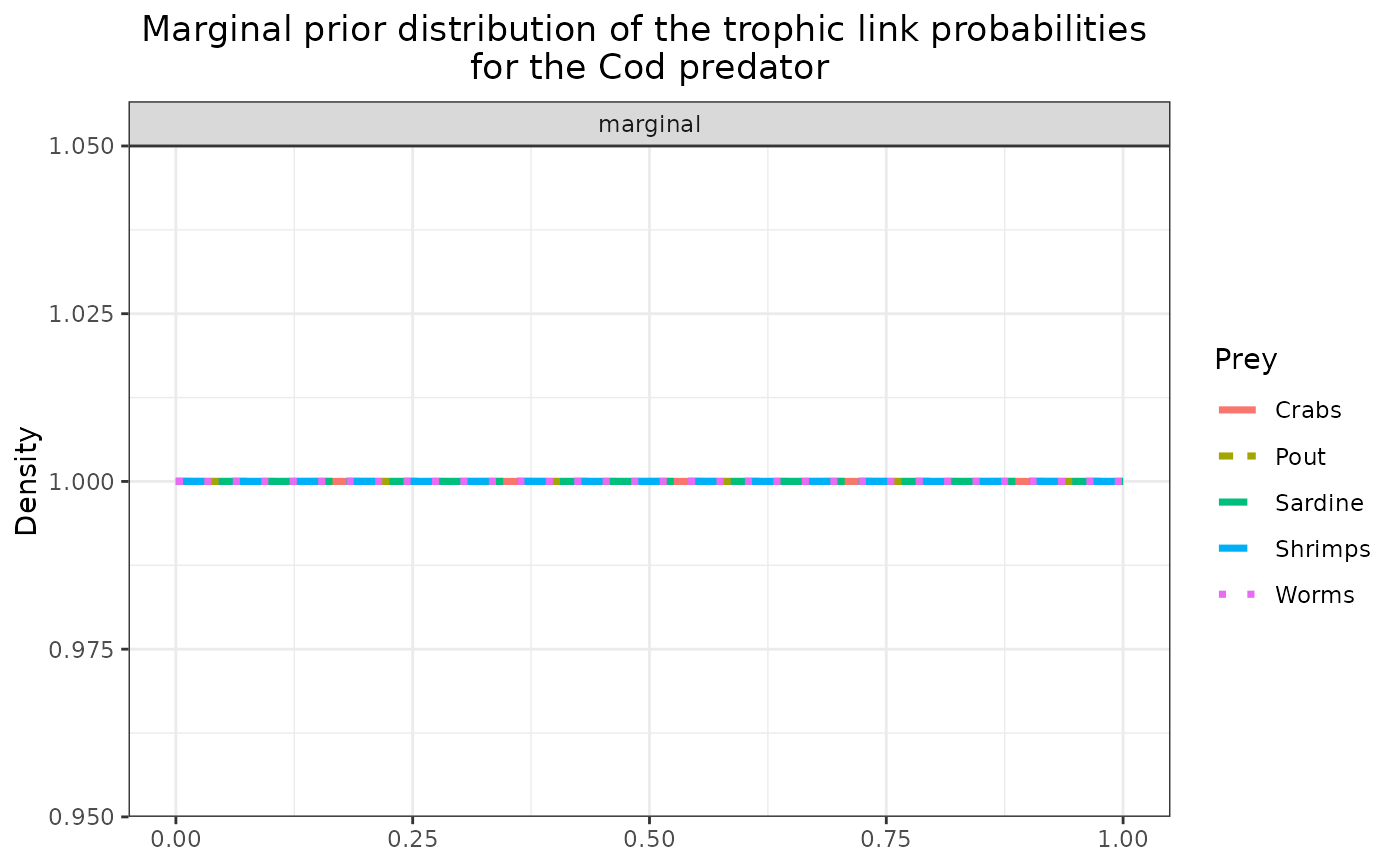 Marginal prior distribution of the trophic link probabilities
for the Cod predator
marginal
1.050
1.025
1.000
0.975
0.950
Density
0.00
0.25
0.50
0.75
1.00
Prey
Crabs
Pout
Sardine
Shrimps
Worms